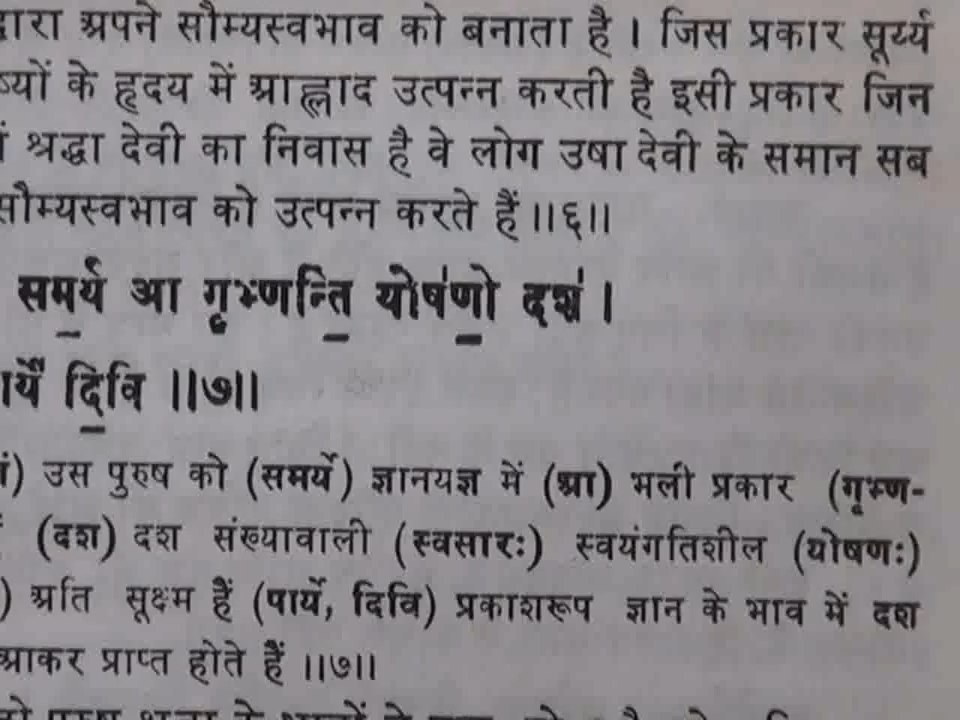 अपने सौम्यस्वभाव को बनाता है । जिस प्रकार सूर्य्य
के हृदय में आह्लाद उत्पन्न करती है इसी प्रकार जिन
श्रद्धा देवी का निवास है वे लोग उषा देवी के समान सब
सौम्यस्वभाव को उत्पन्न करते हैं ॥६॥
स॒म॒र्य आ गृ॒भ्णन्ति॒ योष॑णो॒ दश॑ ।
दि॒वि ॥७॥
उस पुरुष को (समर्ये) ज्ञानयज्ञ में (आ) भली प्रकार (गृभ्ण-
(दश) दश संख्यावाली (स्वसारः) स्वयंगतिशील (योषणः)
अति सूक्ष्म हैं (पार्ये, दिवि) प्रकाशरूप ज्ञान के भाव में दश
आकर प्राप्त होते हैं ॥७॥